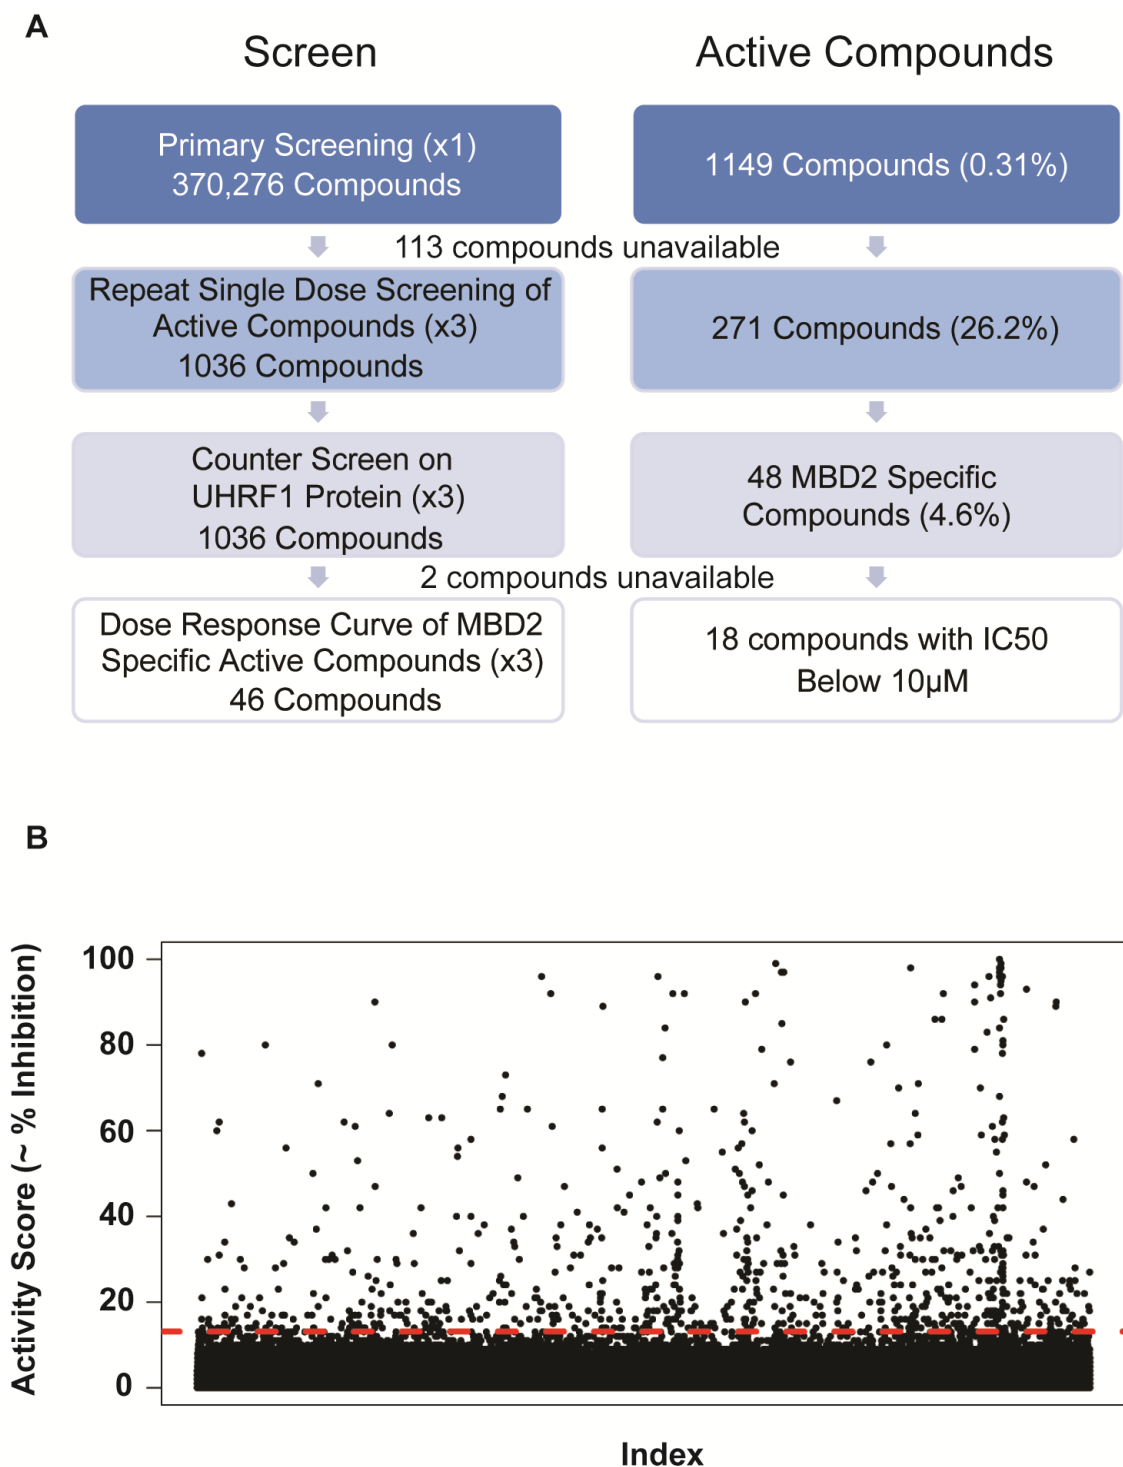 A
Screen
Active Compounds
Primary Screening (x1)
370,276 Compounds
1149 Compounds (0.31%)
113 compounds unavailable
Repeat Single Dose Screening of
Active Compounds (x3)
1036 Compounds
271 Compounds (26.2%)
Counter Screen on
UHRF1 Protein (x3)
1036 Compounds
48 MBD2 Specific
Compounds (4.6%)
2 compounds unavailable
Dose Response Curve of MBD2
Specific Active Compounds (x3)
46 Compounds
18 compounds with IC50
Below 10µM
B
Activity Score (~ % Inhibition)
100
80
60
40
20
0
Index